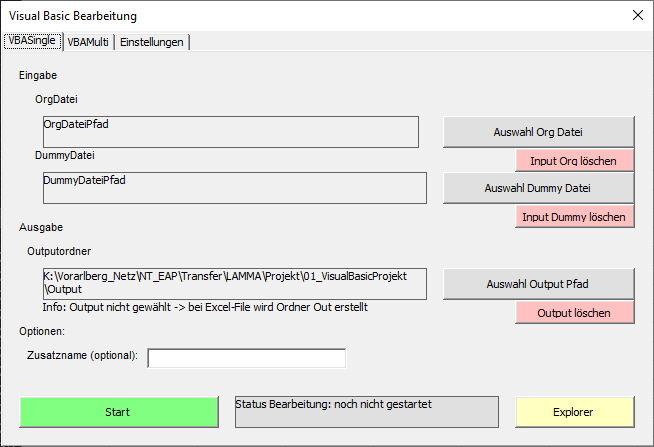 Visual Basic Bearbeitung
VBASingle VBAMulti Einstellungen
Eingabe
OrgDatei
OrgDateiPfad
Auswahl Org Datei
Input Org löschen
DummyDatei
DummyDateiPfad
Auswahl Dummy Datei
Input Dummy löschen
Ausgabe
Outputordner
K:\Vorarlberg_Netz\NT_EAP\Transfer\LAMMA\Projekt\01_VisualBasicProjekt
\Output
Auswahl Output Pfad
Info: Output nicht gewählt -> bei Excel-File wird Ordner Out erstellt
Output löschen
Optionen:
Zusatzname (optional):
Start
Status Bearbeitung: noch nicht gestartet
Explorer